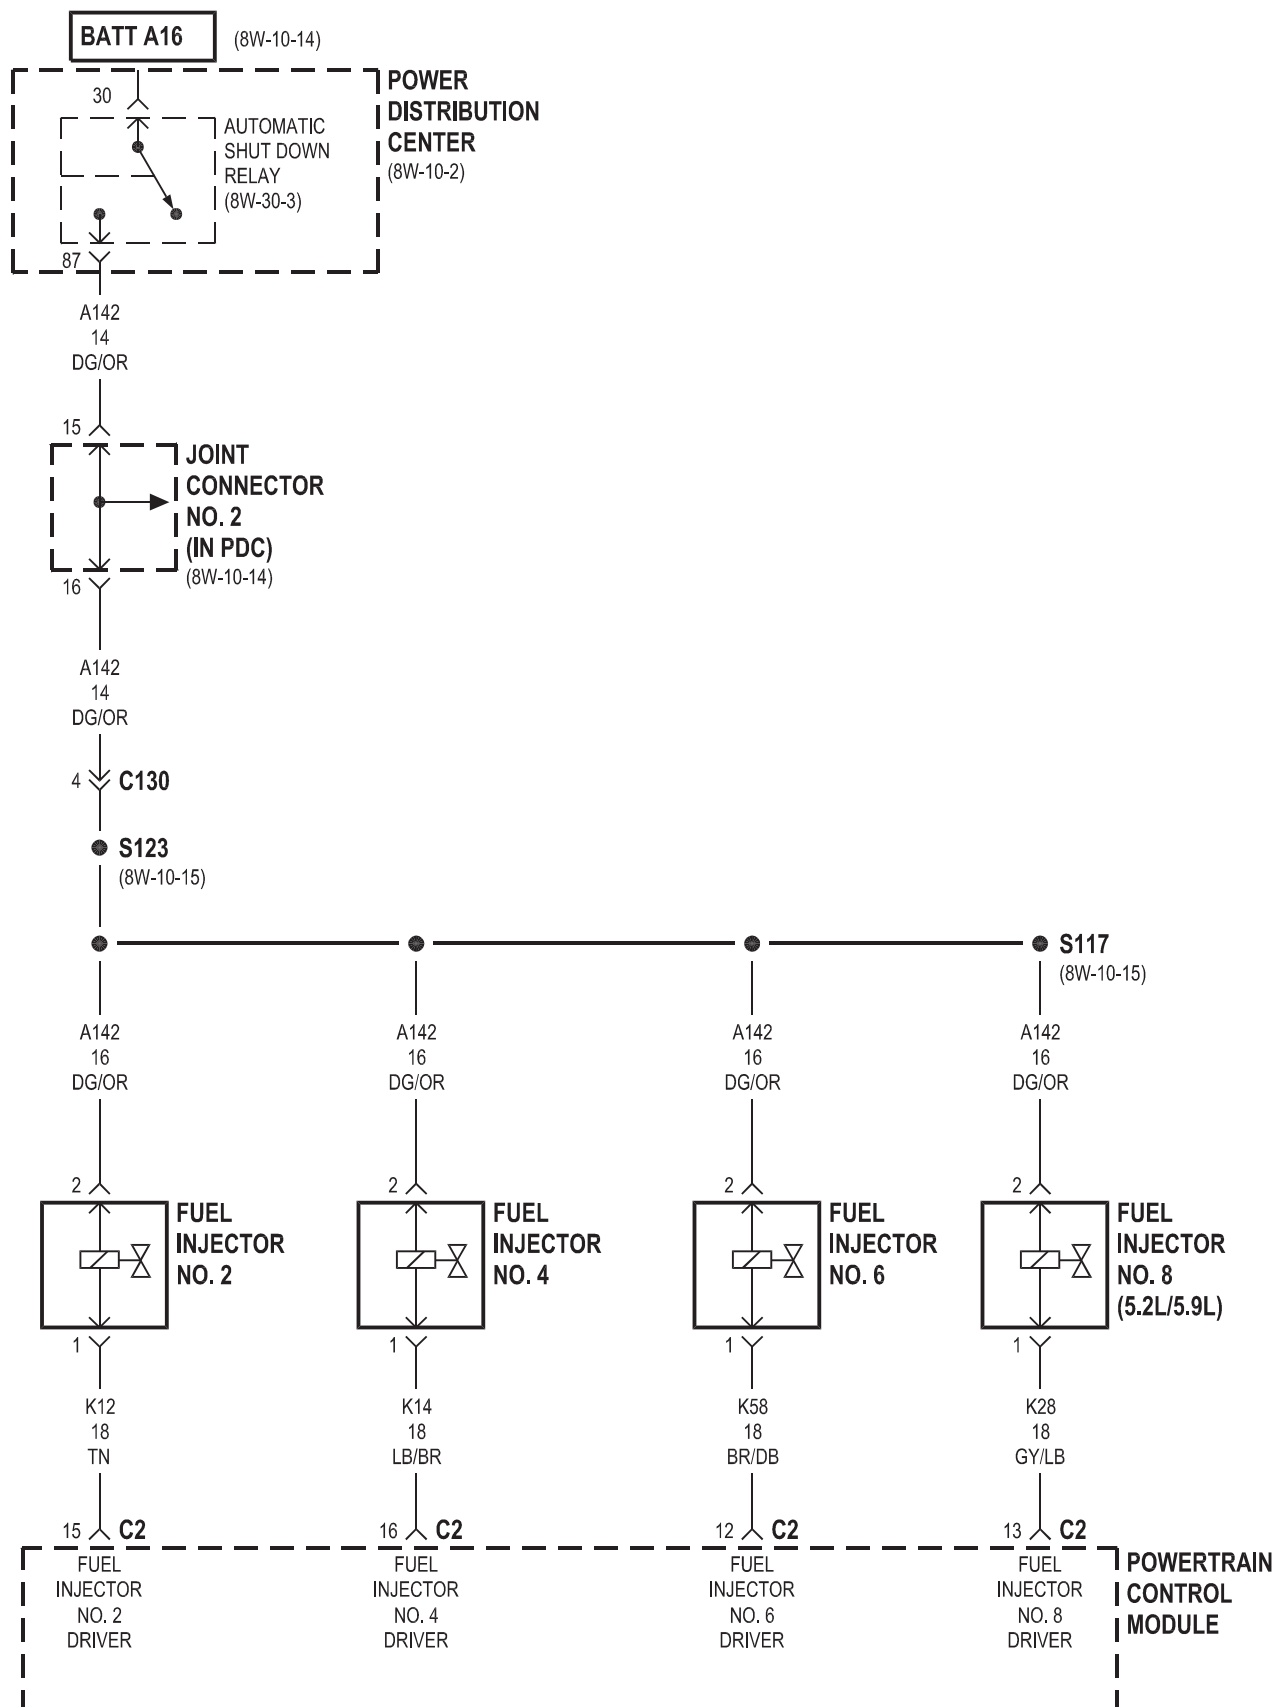 BATT A16 (8W-10-14)
POWER
DISTRIBUTION
CENTER
(8W-10-2)
30
AUTOMATIC
SHUT DOWN
RELAY
(8W-30-3)
87
A142
14
DG/OR
15
JOINT
CONNECTOR
NO. 2
(IN PDC)
(8W-10-14)
16
A142
14
DG/OR
4 C130
S123
(8W-10-15)
S117
(8W-10-15)
A142 A142 A142 A142
16 16 16 16
DG/OR DG/OR DG/OR DG/OR
2 2 2 2
FUEL
INJECTOR
NO. 2
FUEL
INJECTOR
NO. 4
FUEL
INJECTOR
NO. 6
FUEL
INJECTOR
NO. 8
(5.2L/5.9L)
1 1 1 1
K12 K14 K58 K28
18 18 18 18
TN LB/BR BR/DB GY/LB
15 C2 16 C2 12 C2 13 C2
FUEL
INJECTOR
NO. 2
DRIVER
FUEL
INJECTOR
NO. 4
DRIVER
FUEL
INJECTOR
NO. 6
DRIVER
FUEL
INJECTOR
NO. 8
DRIVER
POWERTRAIN
CONTROL
MODULE